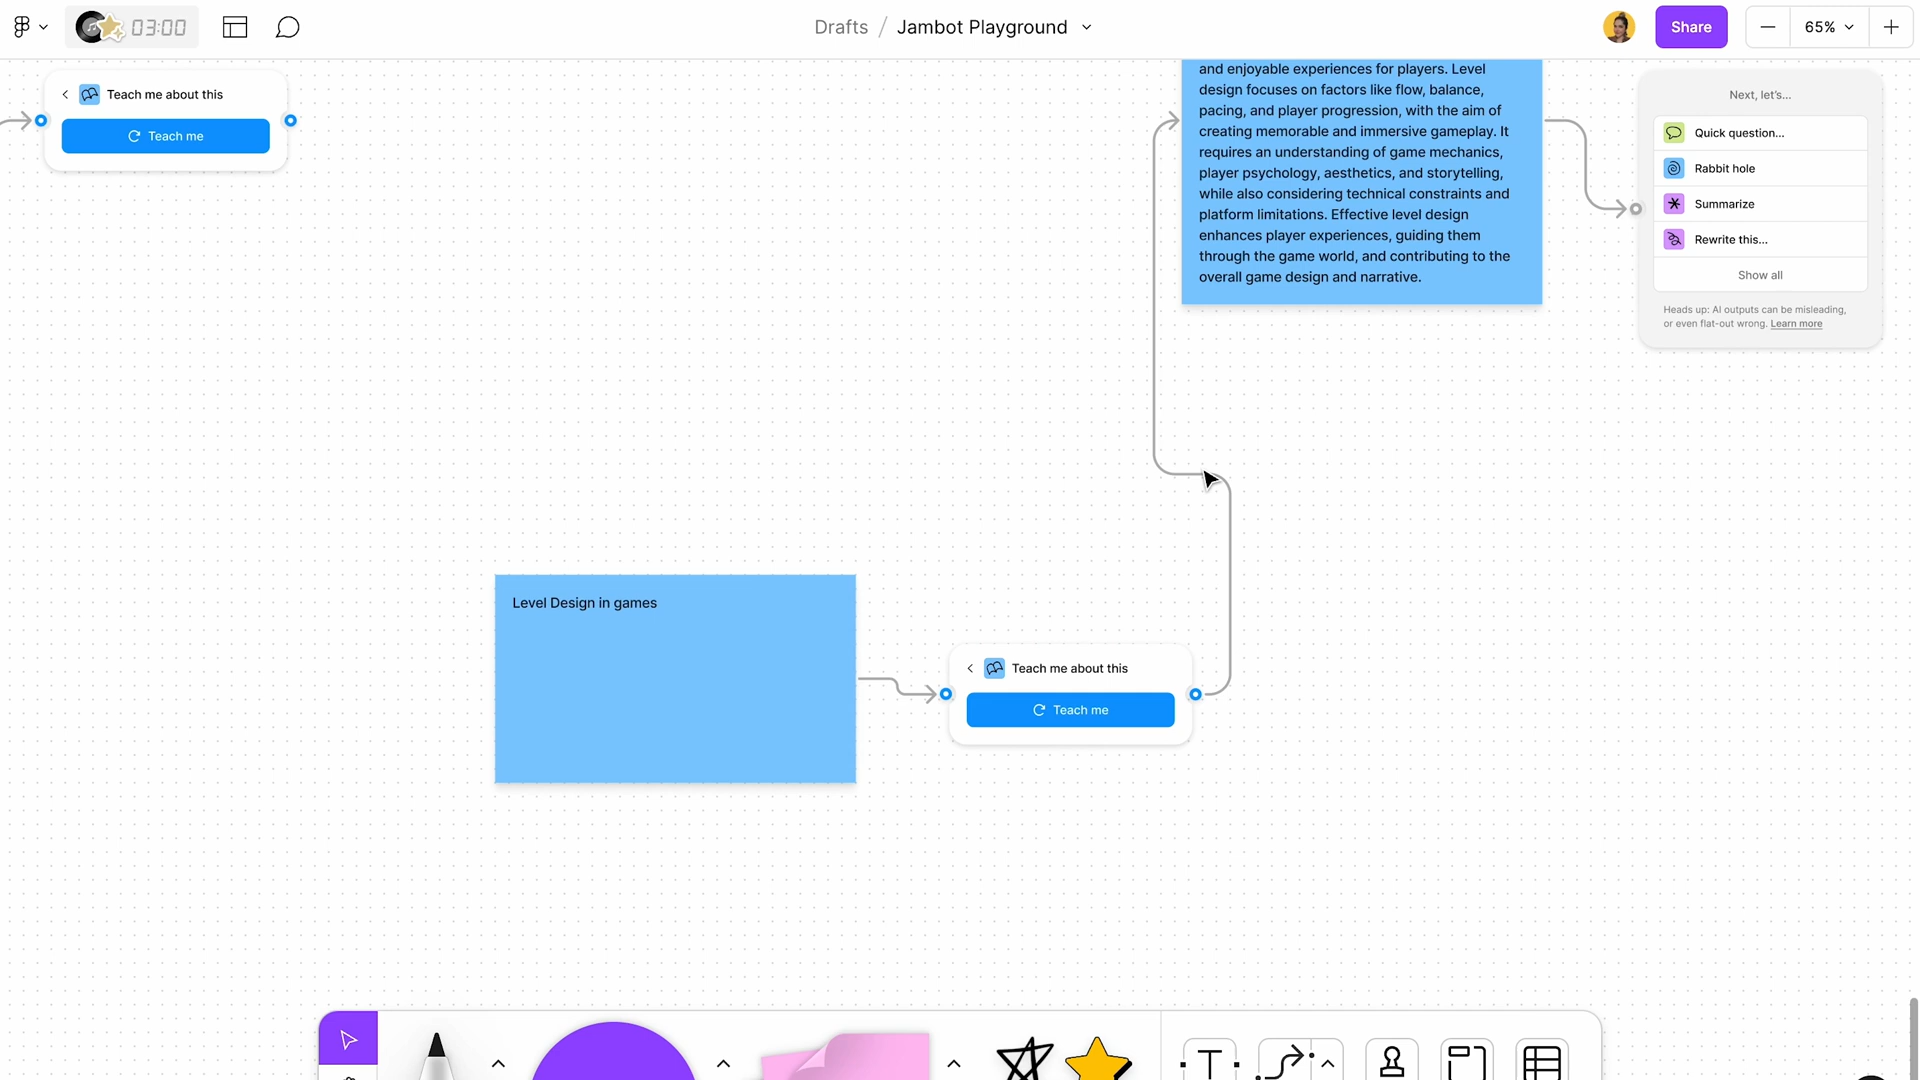 03:00
Drafts / Jambot Playground
Share
65%
Teach me about this
Teach me
and enjoyable experiences for players. Level
design focuses on factors like flow, balance,
pacing, and player progression, with the aim of
creating memorable and immersive gameplay. It
requires an understanding of game mechanics,
player psychology, aesthetics, and storytelling,
while also considering technical constraints and
platform limitations. Effective level design
enhances player experiences, guiding them
through the game world, and contributing to the
overall game design and narrative.
Next, let's...
Quick question...
Rabbit hole
Summarize
Rewrite this...
Show all
Heads up: AI outputs can be misleading,
or even flat-out wrong. Learn more
Level Design in games
Teach me about this
Teach me
T